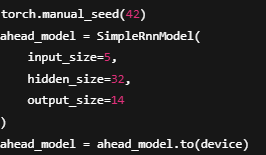 torch.manual_seed(42)
ahead_model = SimpleRnnModel(
    input_size=5,
    hidden_size=32,
    output_size=14
)
ahead_model = ahead_model.to(device)